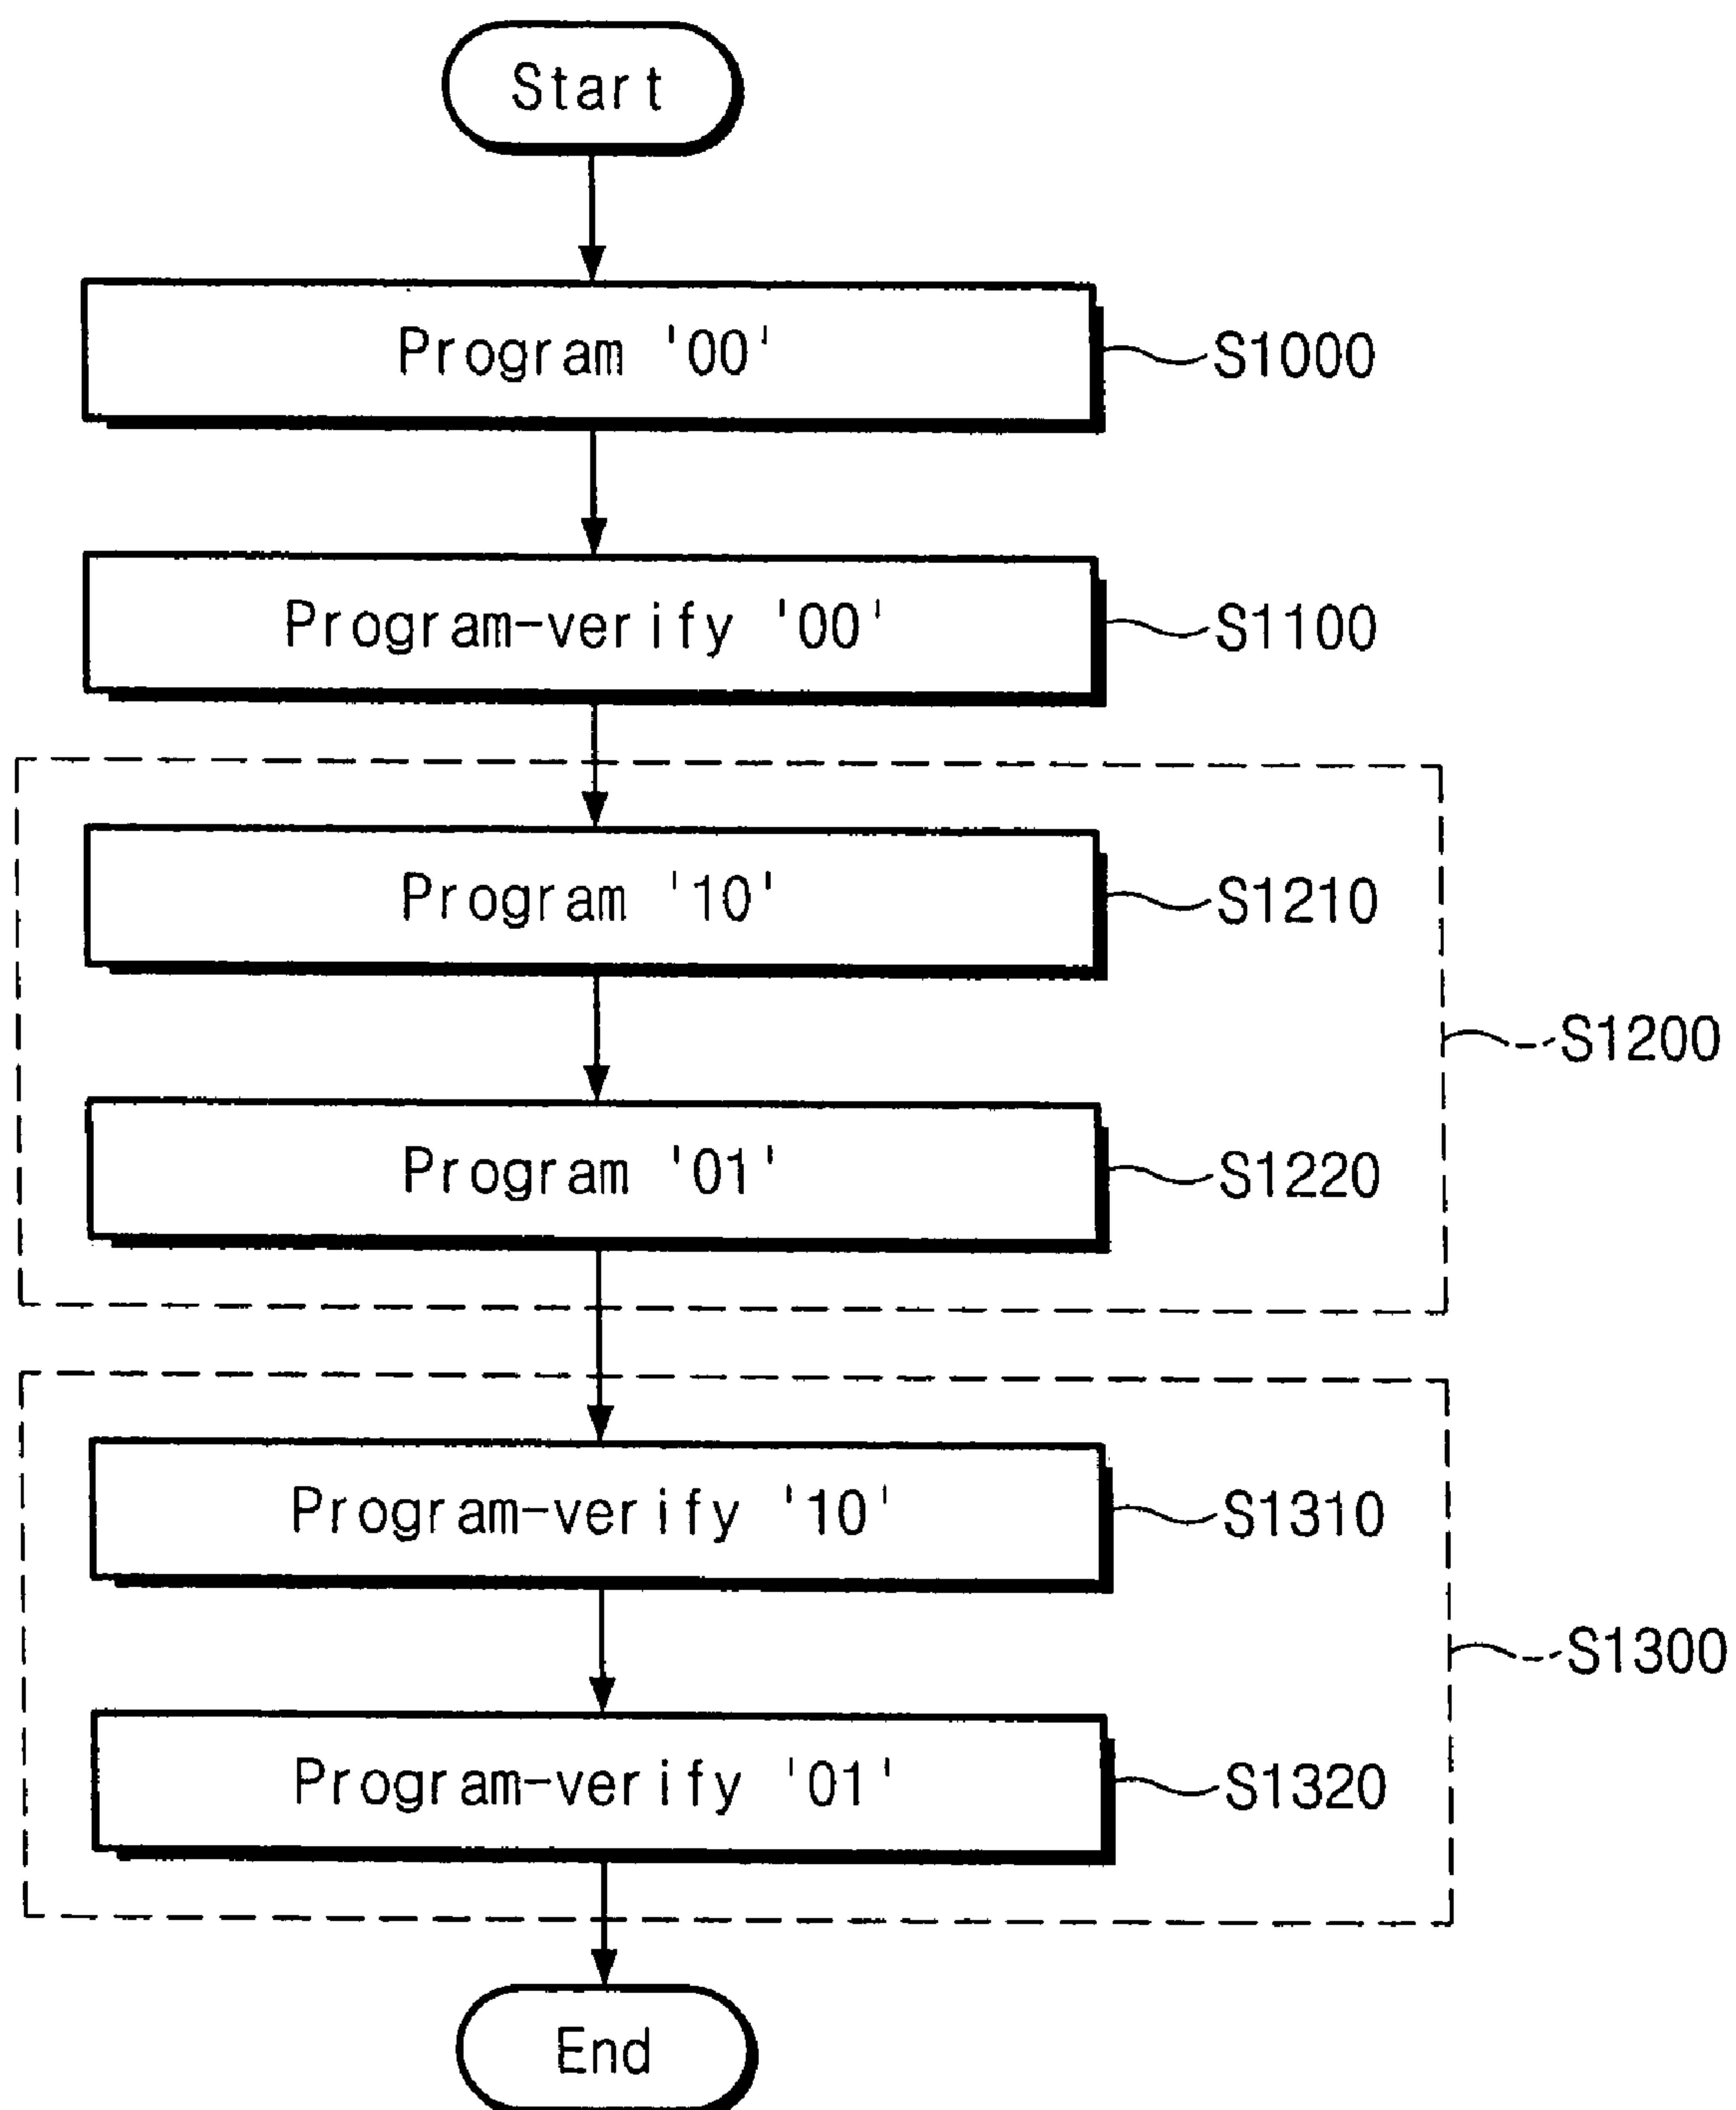 Start
Program '00'
S1000
Program-verify '00'
S1100
Program '10'
S1210
S1200
Program '01'
S1220
Program-verify '10'
S1310
S1300
Program-verify '01'
S1320
End